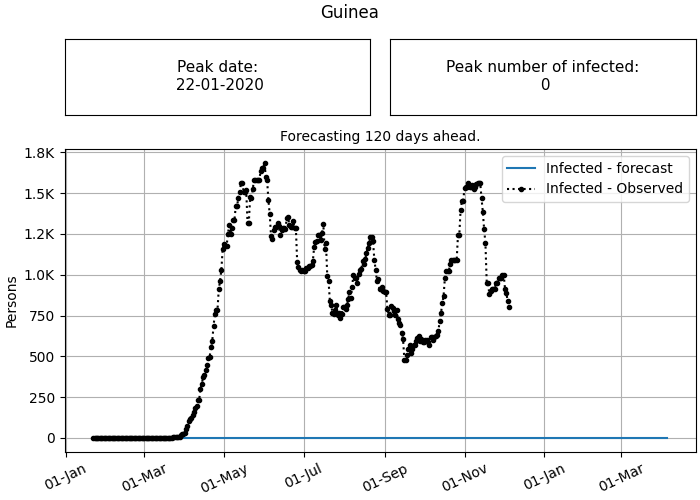 Guinea
Peak date:
22-01-2020
Peak number of infected:
0
Forecasting 120 days ahead.
Infected - forecast
Infected - Observed
Persons
1.8K
1.5K
1.2K
1.0K
750
500
250
0
01-Jan
01-Mar
01-May
01-Jul
01-Sep
01-Nov
01-Jan
01-Mar